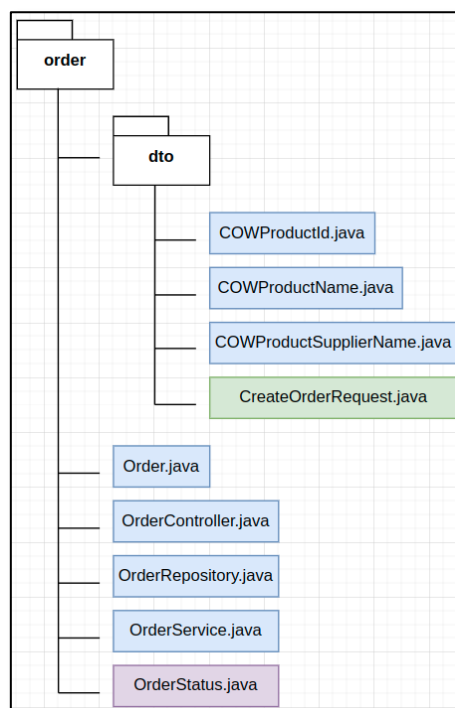 order
dto
COWProductId.java
COWProductName.java
COWProductSupplierName.java
CreateOrderRequest.java
Order.java
OrderController.java
OrderRepository.java
OrderService.java
OrderStatus.java